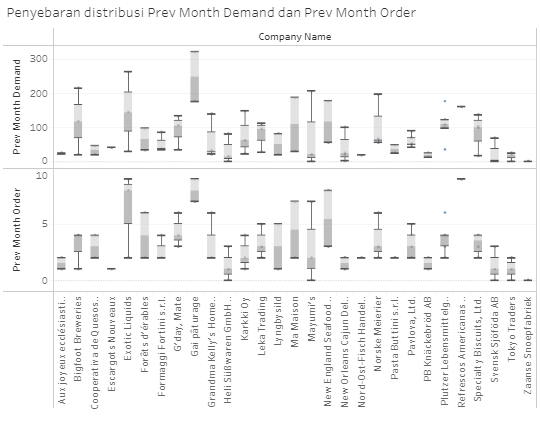 Penyebaran distribusi Prev Month Demand dan Prev Month Order
Company Name
Prev Month Demand
300
200
100
0
Prev Month Order
10
5
0
Aux joyeux ecclésiasti..
Bigfoot Breweries
Cooperativa de Quesos..
Escargots Nouveaux
Exotic Liquids
Forêts d'érables
Formaggi Fortini s.r.l.
G'day, Mate
Gai pâturage
Grandma Kelly's Home..
Heli Süßwaren GmbH ..
Karkki Oy
Leka Trading
Lyngbysild
Ma Maison
Mayumi's
New England Seafood ..
New Orleans Cajun Del..
Nord-Ost-Fisch Handel..
Norske Meierier
Pasta Buttini s.r.l.
Pavlova, Ltd.
PB Knäckebröd AB
Plutzer Lebensmittelg..
Refrescos Americanas ..
Specialty Biscuits, Ltd.
Svensk Sjöföda AB
Tokyo Traders
Zaanse Snoepfabriek